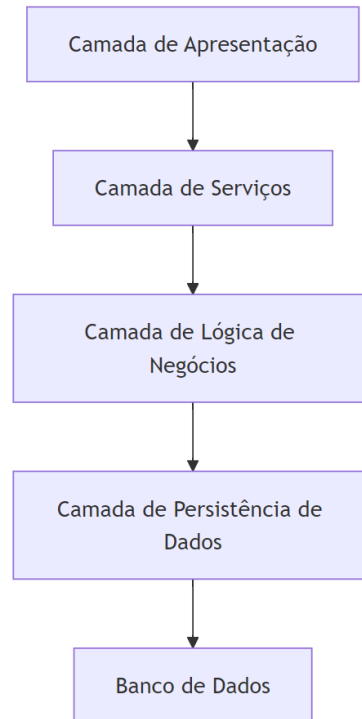 Camada de Apresentação
Camada de Serviços
Camada de Lógica de
Negócios
Camada de Persistência de
Dados
Banco de Dados